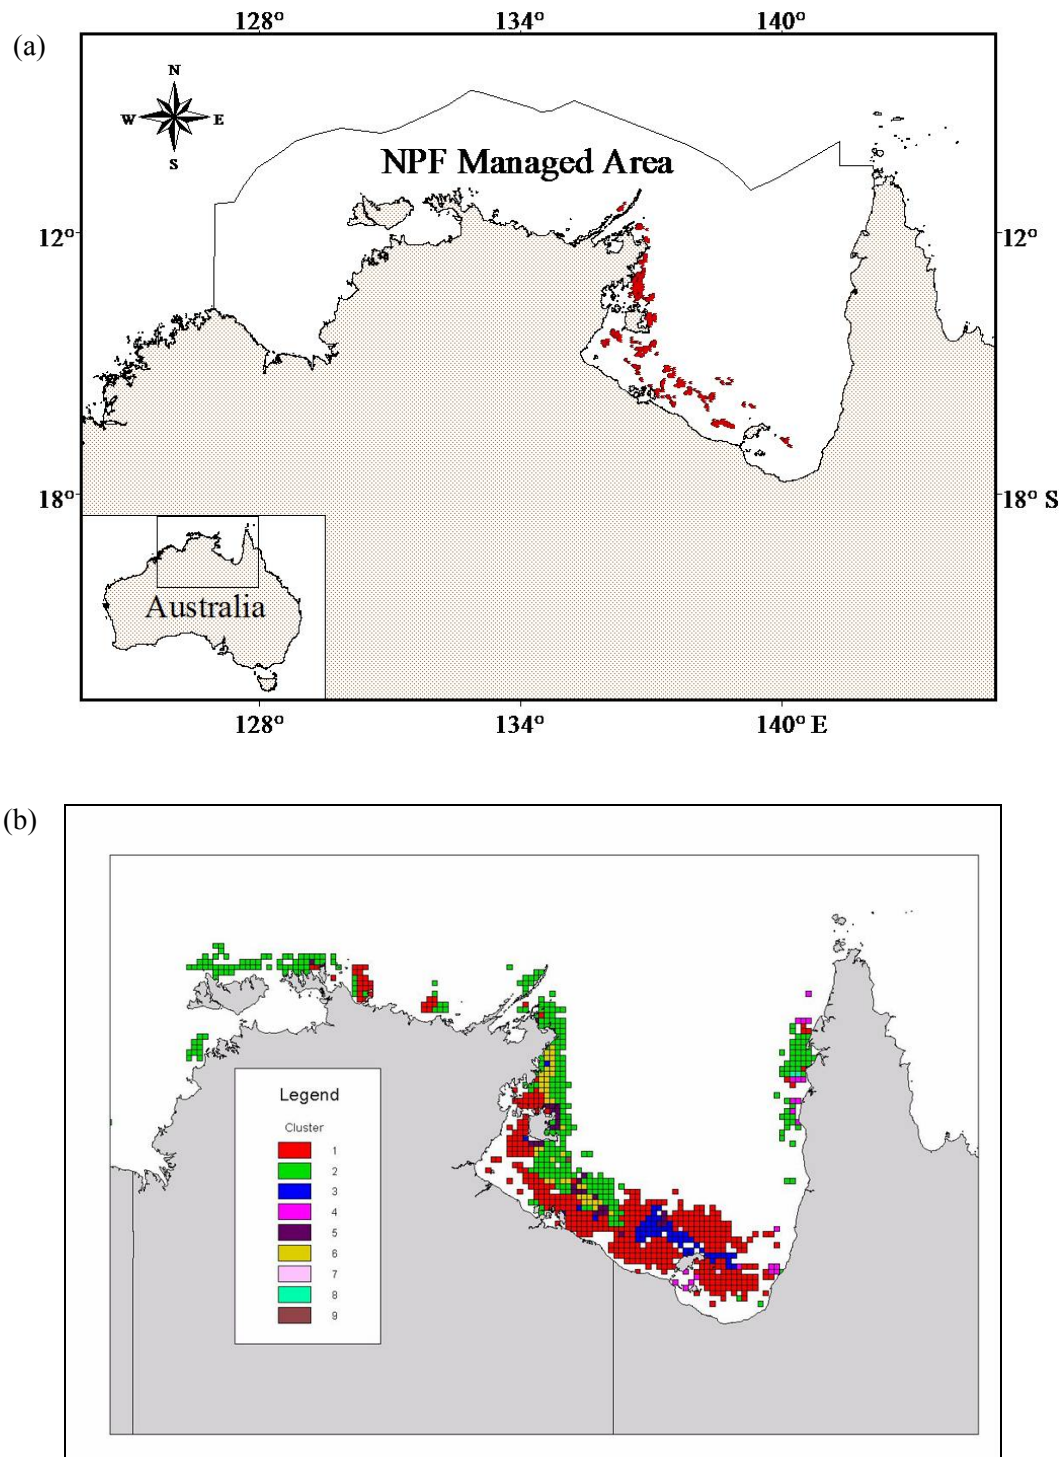 (a)
128° 134° 140°
N
W E
S
NPF Managed Area
12° 12°
18° 18° S
Australia
128° 134° 140° E
(b)
Legend
Cluster
1
2
3
4
5
6
7
8
9